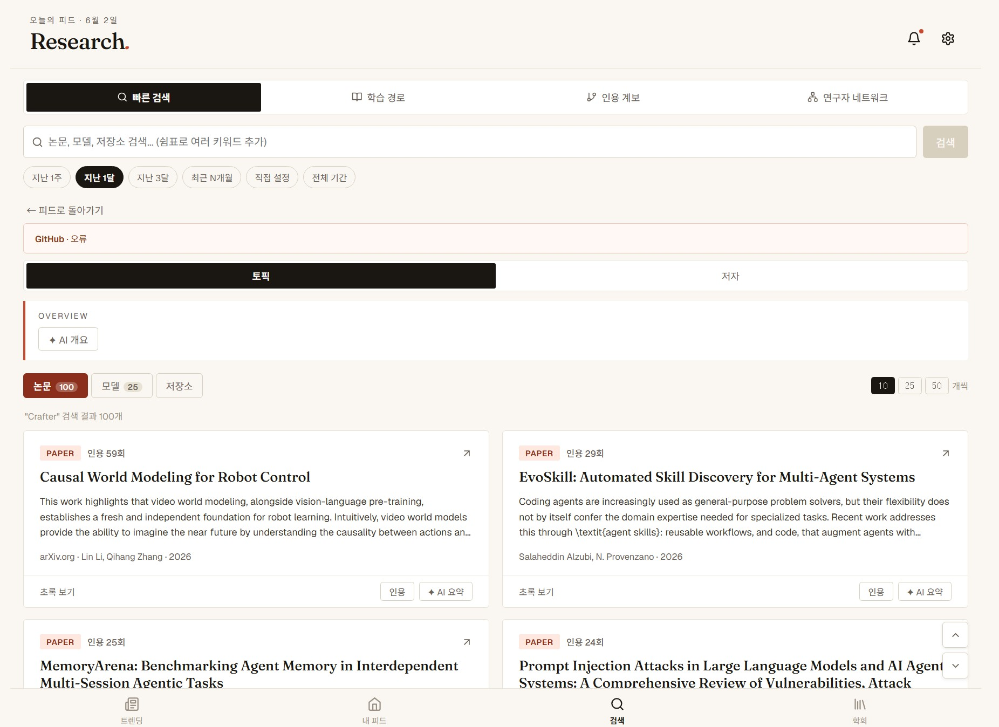 오늘의 피드 · 6월 2일
Research.
빠른 검색
학습 경로
인용 계보
연구자 네트워크
논문, 모델, 저장소 검색... (쉼표로 여러 키워드 추가)
검색
지난 1주
지난 1달
지난 3달
최근 N개월
직접 설정
전체 기간
← 피드로 돌아가기
GitHub · 오류
토픽
저자
OVERVIEW
✦ AI 개요
논문 100
모델 25
저장소
10
25
50
개씩
"Crafter" 검색 결과 100개
PAPER 인용 59회
Causal World Modeling for Robot Control
This work highlights that video world modeling, alongside vision-language pre-training,
establishes a fresh and independent foundation for robot learning. Intuitively, video world models
provide the ability to imagine the near future by understanding the causality between actions an...
arXiv.org · Lin Li, Qihang Zhang · 2026
초록 보기
인용
✦ AI 요약
PAPER 인용 29회
EvoSkill: Automated Skill Discovery for Multi-Agent Systems
Coding agents are increasingly used as general-purpose problem solvers, but their flexibility does
not by itself confer the domain expertise needed for specialized tasks. Recent work addresses
this through \textit{agent skills}: reusable workflows, and code, that augment agents with...
Salaheddin Alzubi, N. Provenzano · 2026
초록 보기
인용
✦ AI 요약
PAPER 인용 25회
MemoryArena: Benchmarking Agent Memory in Interdependent
Multi-Session Agentic Tasks
PAPER 인용 24회
Prompt Injection Attacks in Large Language Models and AI Agent
Systems: A Comprehensive Review of Vulnerabilities, Attack
트렌딩
내 피드
검색
학회